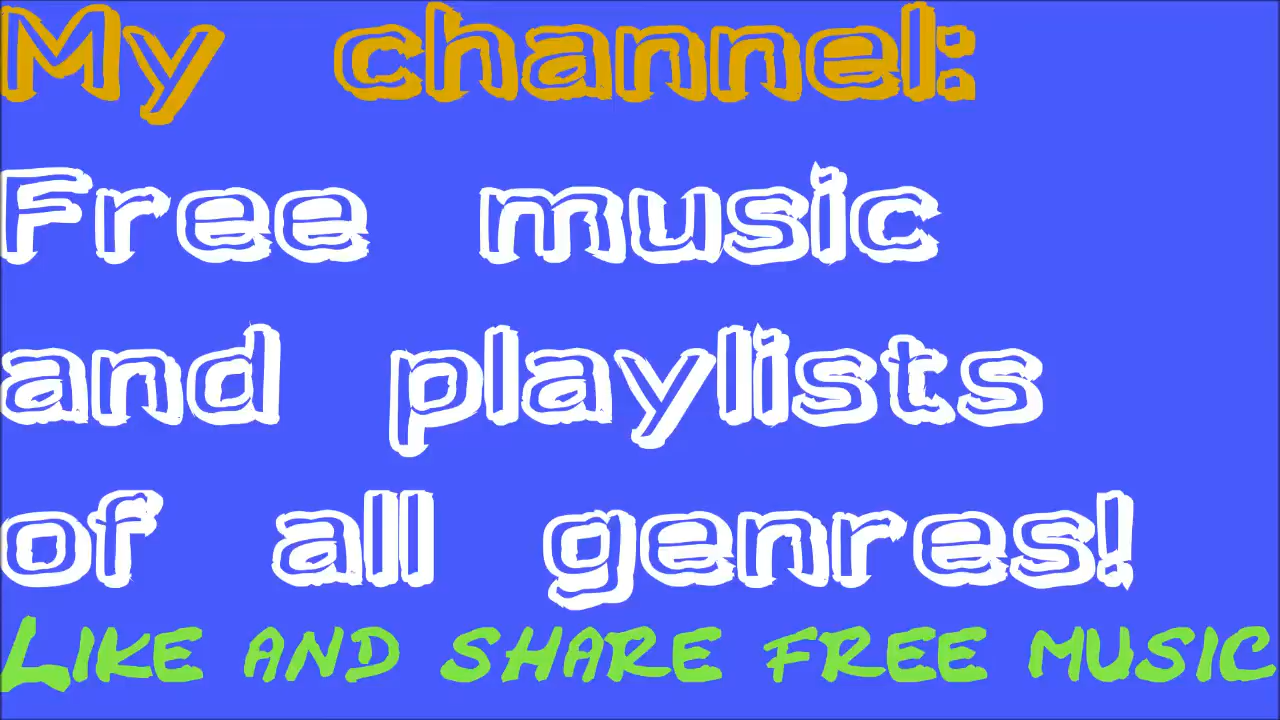 My channel:
Free music
and playlists
of all genres!
LIKE AND SHARE FREE MUSIC